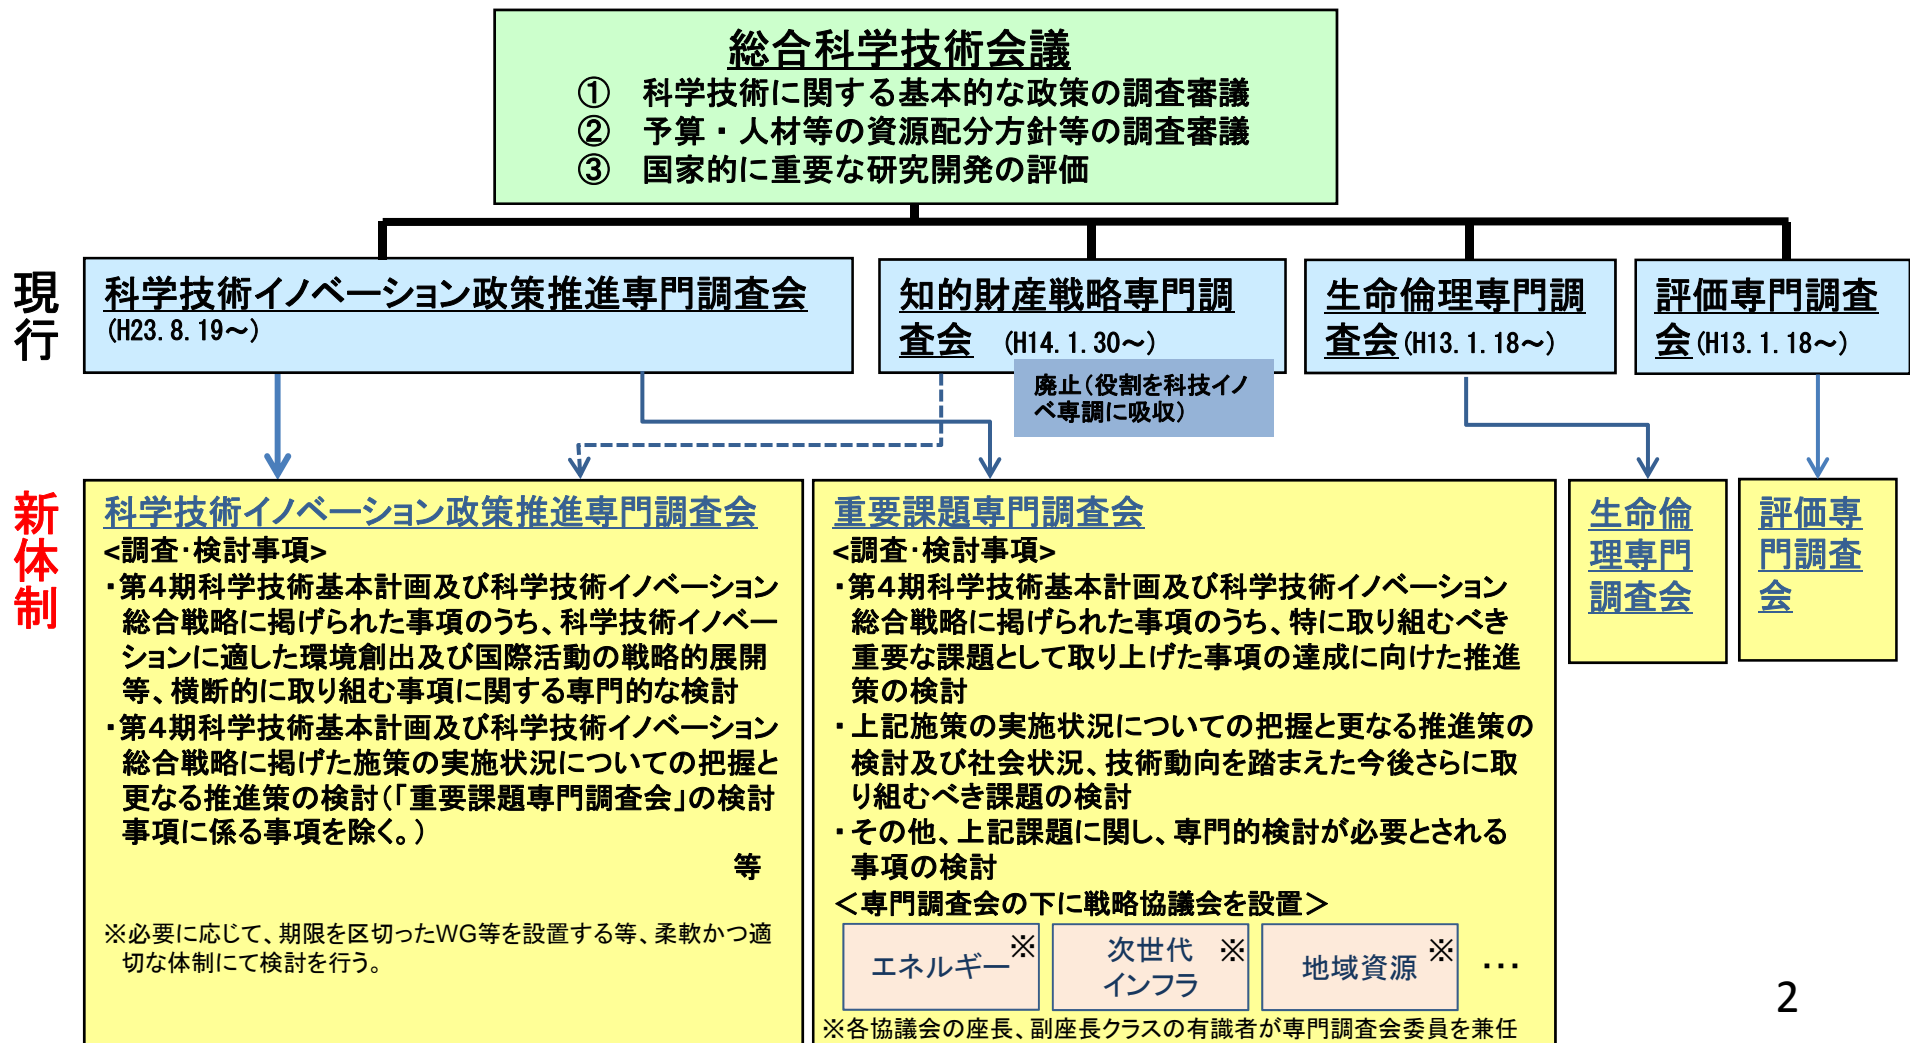 総合科学技術会議
① 科学技術に関する基本的な政策の調査審議
② 予算・人材等の資源配分方針等の調査審議
③ 国家的に重要な研究開発の評価
現行
科学技術イノベーション政策推進専門調査会
(H23.8.19～)
知的財産戦略専門調
査会 (H14.1.30～)
生命倫理専門調
査会(H13.1.18～)
評価専門調査
会(H13.1.18～)
廃止(役割を科技イノ
ベ専調に吸収)
新体制
科学技術イノベーション政策推進専門調査会
<調査・検討事項>
・第4期科学技術基本計画及び科学技術イノベーション
総合戦略に掲げられた事項のうち、科学技術イノベー
ションに適した環境創出及び国際活動の戦略的展開
等、横断的に取り組む事項に関する専門的な検討
・第4期科学技術基本計画及び科学技術イノベーション
総合戦略に掲げた施策の実施状況についての把握と
更なる推進策の検討(「重要課題専門調査会」の検討
事項に係る事項を除く。)
等
※必要に応じて、期限を区切ったWG等を設置する等、柔軟かつ適
切な体制にて検討を行う。
重要課題専門調査会
<調査・検討事項>
・第4期科学技術基本計画及び科学技術イノベーション
総合戦略に掲げられた事項のうち、特に取り組むべき
重要な課題として取り上げた事項の達成に向けた推進
策の検討
・上記施策の実施状況についての把握と更なる推進策の
検討及び社会状況、技術動向を踏まえた今後さらに取
り組むべき課題の検討
・その他、上記課題に関し、専門的検討が必要とされる
事項の検討
＜専門調査会の下に戦略協議会を設置＞
エネルギー※
次世代 ※
インフラ
地域資源 ※
…
※各協議会の座長、副座長クラスの有識者が専門調査会委員を兼任
生命倫
理専門
調査会
評価専
門調査
会
2